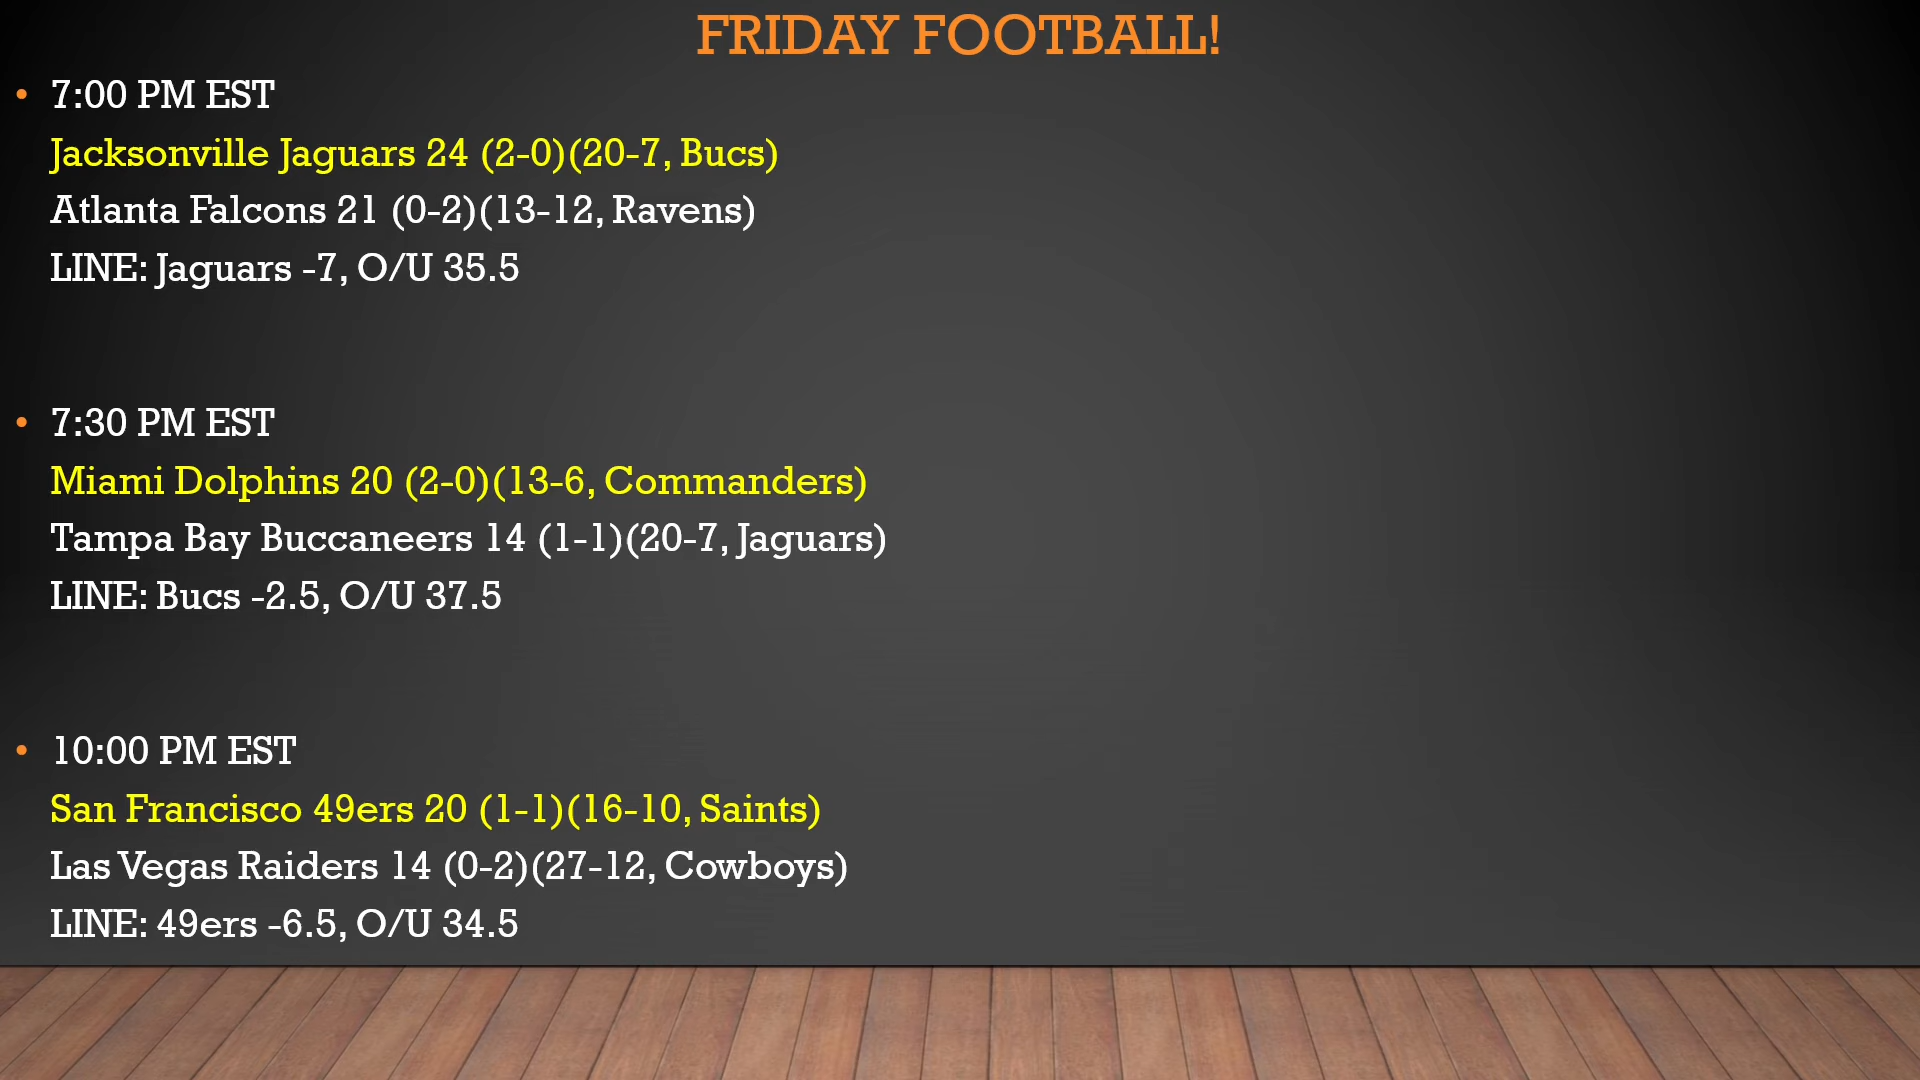 FRIDAY FOOTBALL!
• 7:00 PM EST
Jacksonville Jaguars 24 (2-0)(20-7, Bucs)
Atlanta Falcons 21 (0-2)(13-12, Ravens)
LINE: Jaguars -7, O/U 35.5
• 7:30 PM EST
Miami Dolphins 20 (2-0)(13-6, Commanders)
Tampa Bay Buccaneers 14 (1-1)(20-7, Jaguars)
LINE: Bucs -2.5, O/U 37.5
• 10:00 PM EST
San Francisco 49ers 20 (1-1)(16-10, Saints)
Las Vegas Raiders 14 (0-2)(27-12, Cowboys)
LINE: 49ers -6.5, O/U 34.5